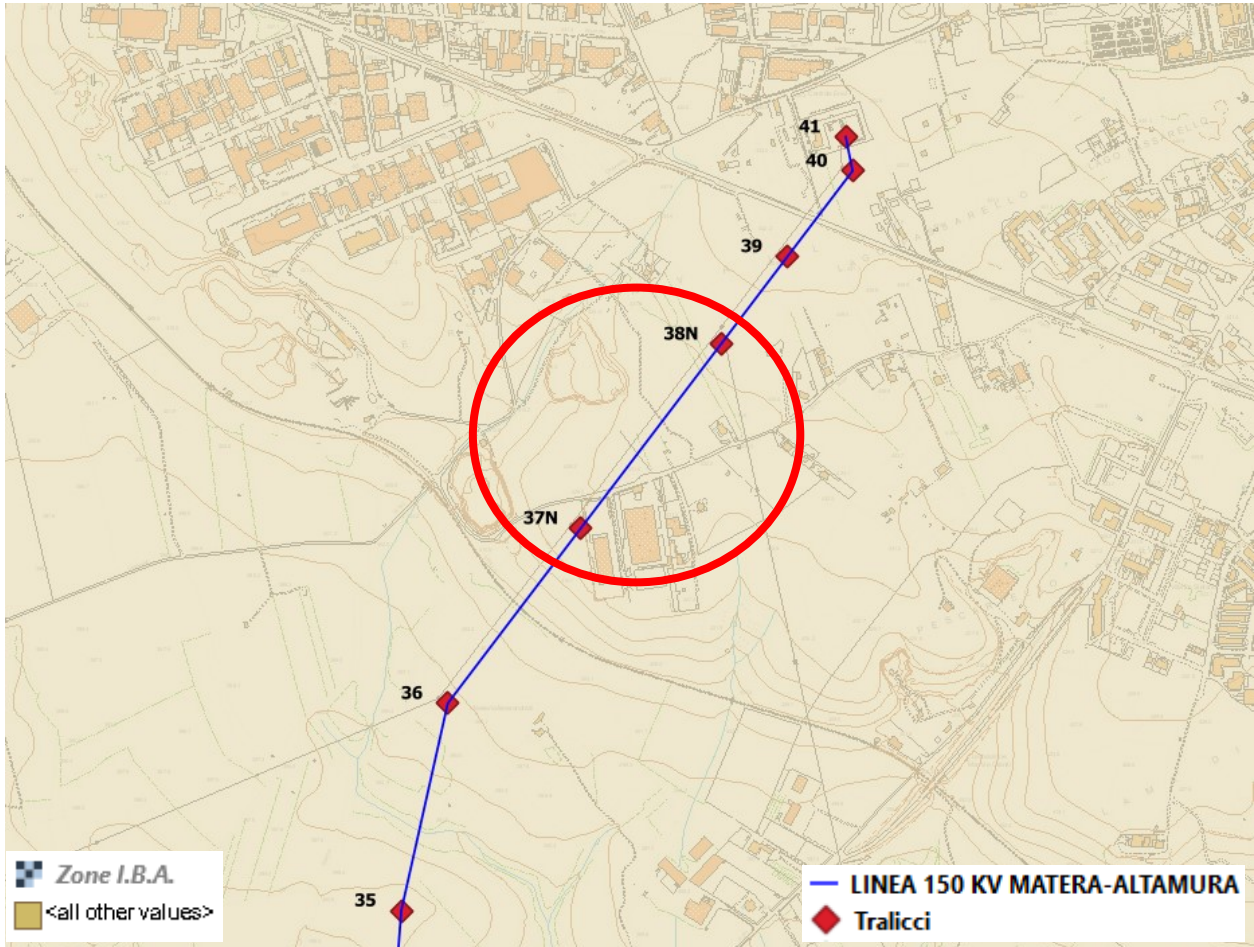 41
40
39
38N
37N
36
35
Zone I.B.A.
<all other values>
LINEA 150 KV MATERA-ALTAMURA
Tralicci